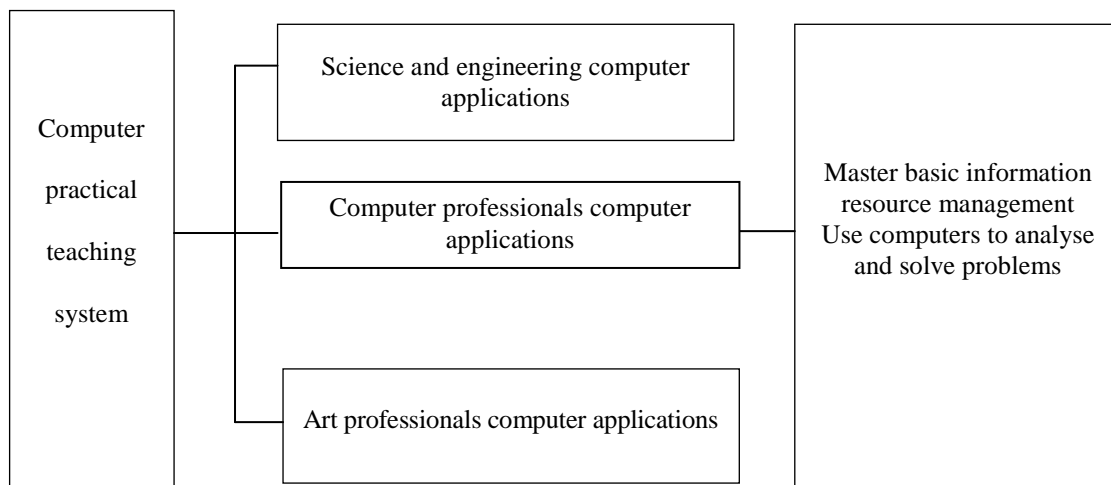 Computer
practical
teaching
system
Science and engineering computer
applications
Computer professionals computer
applications
Art professionals computer applications
Master basic information
resource management
Use computers to analyse
and solve problems